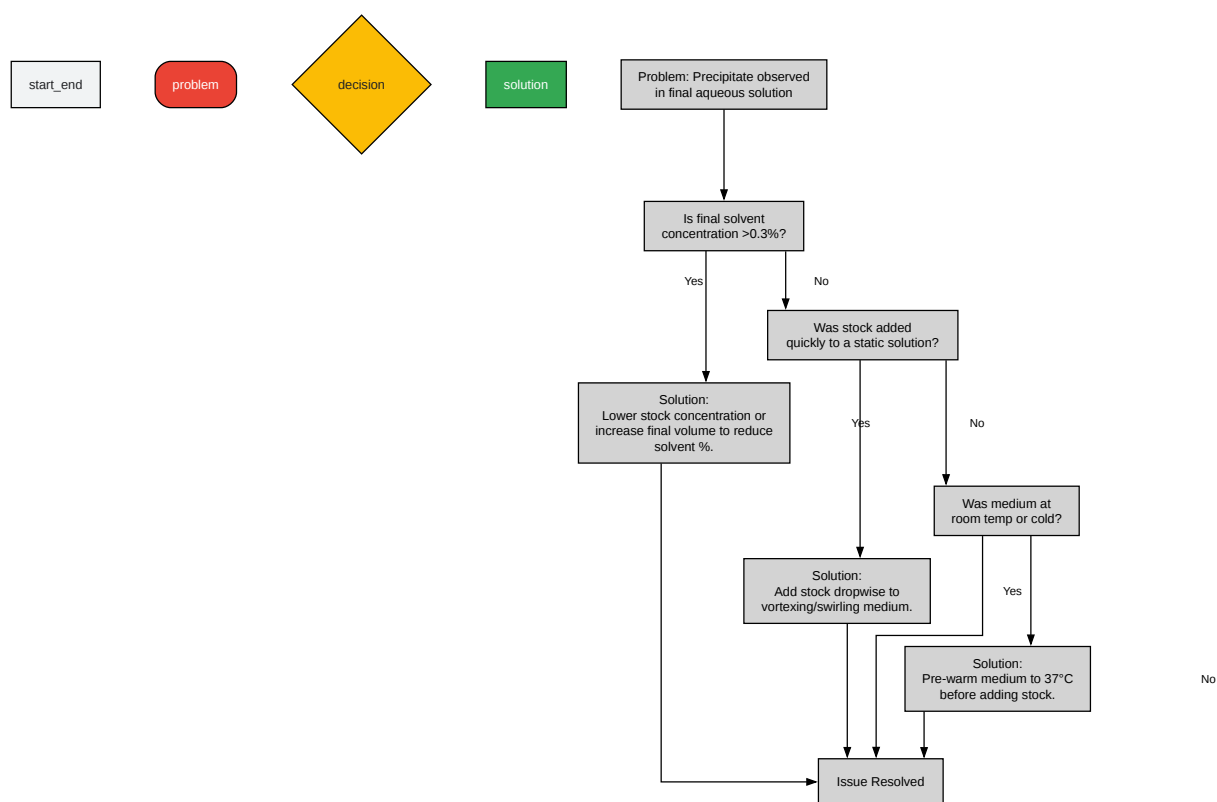 start_end
problem
decision
solution
Problem: Precipitate observed
in final aqueous solution
Is final solvent
concentration >0.3%?
Yes
No
Was stock added
quickly to a static solution?
Solution:
Lower stock concentration or
increase final volume to reduce
solvent %.
Yes
No
Was medium at
room temp or cold?
Solution:
Add stock dropwise to
vortexing/swirling medium.
Yes
Solution:
Pre-warm medium to 37°C
before adding stock.
No
Issue Resolved